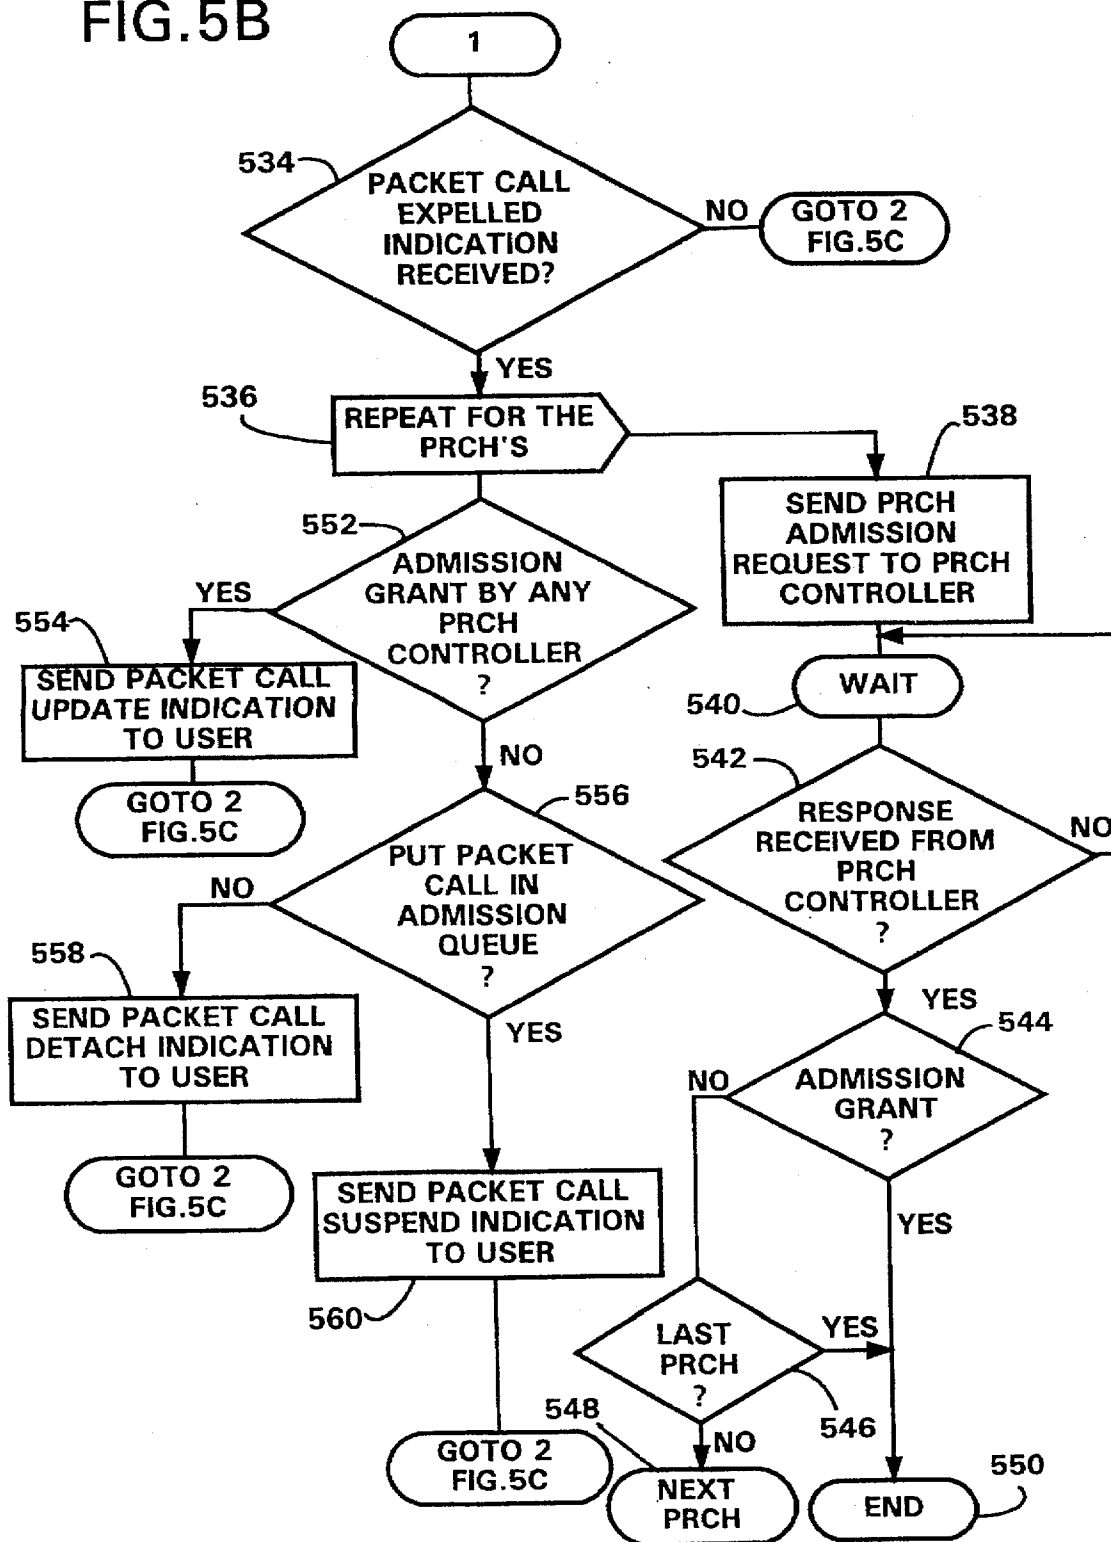 FIG.5B
1
534
PACKET CALL
EXPELLED
INDICATION
RECEIVED?
NO
GOTO 2
FIG.5C
YES
536
REPEAT FOR THE
PRCH'S
538
SEND PRCH
ADMISSION
REQUEST TO PRCH
CONTROLLER
552
ADMISSION
GRANT BY ANY
PRCH
CONTROLLER
?
YES
554
SEND PACKET CALL
UPDATE INDICATION
TO USER
GOTO 2
FIG.5C
NO
WAIT
540
542
RESPONSE
RECEIVED FROM
PRCH
CONTROLLER
?
NO
556
PUT PACKET
CALL IN
ADMISSION
QUEUE
?
NO
558
SEND PACKET CALL
DETACH INDICATION
TO USER
GOTO 2
FIG.5C
YES
YES
544
ADMISSION
GRANT
?
NO
YES
SEND PACKET CALL
SUSPEND INDICATION
TO USER
560
GOTO 2
FIG.5C
LAST
PRCH
?
YES
546
548
NO
NEXT
PRCH
END
550